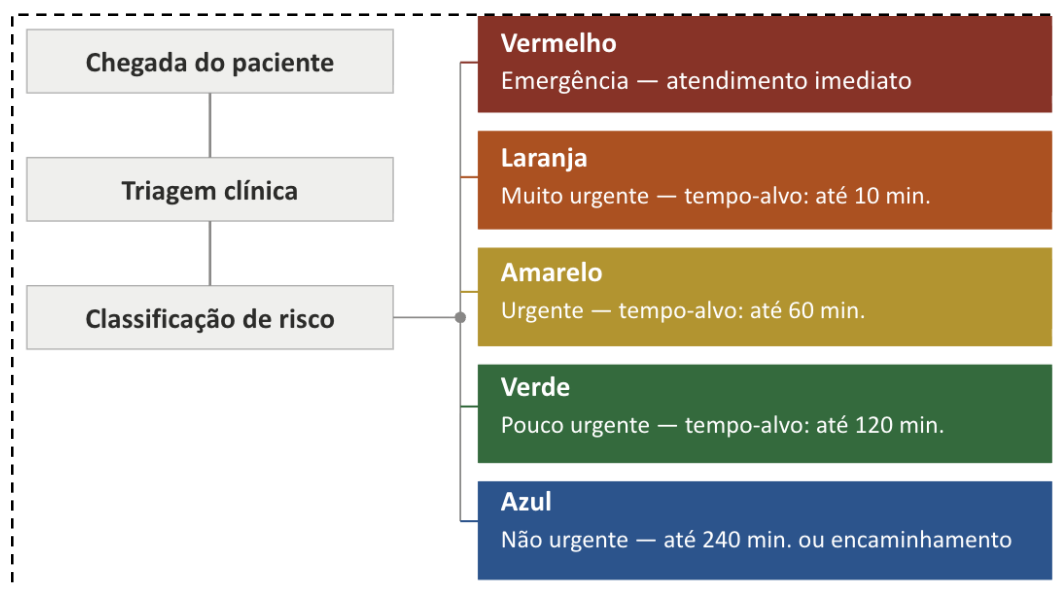 Chegada do paciente
Triagem clínica
Classificação de risco
Vermelho
Emergência — atendimento imediato
Laranja
Muito urgente — tempo-alvo: até 10 min.
Amarelo
Urgente — tempo-alvo: até 60 min.
Verde
Pouco urgente — tempo-alvo: até 120 min.
Azul
Não urgente — até 240 min. ou encaminhamento